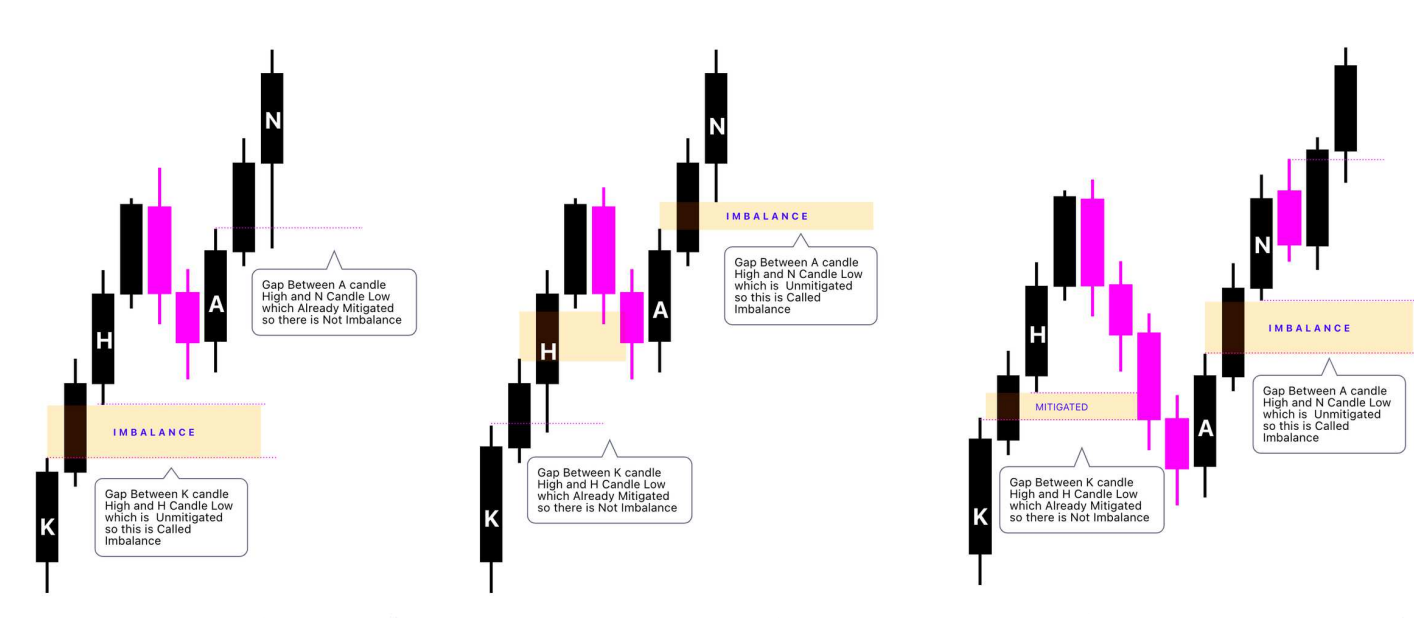 N
H
A
Gap Between A candle
High and N Candle Low
which Already Mitigated
so there is Not Imbalance
IMBALANCE
K
Gap Between K candle
High and H Candle Low
which is Unmitigated
so this is Called
Imbalance
N
IMBALANCE
Gap Between A candle
High and N Candle Low
which is Unmitigated
so this is Called
Imbalance
A
H
Gap Between K candle
High and H Candle Low
which Already Mitigated
so there is Not Imbalance
K
N
H
IMBALANCE
Gap Between A candle
High and N Candle Low
which is Unmitigated
so this is Called
Imbalance
MITIGATED
A
Gap Between K candle
High and H Candle Low
which Already Mitigated
so there is Not Imbalance
K